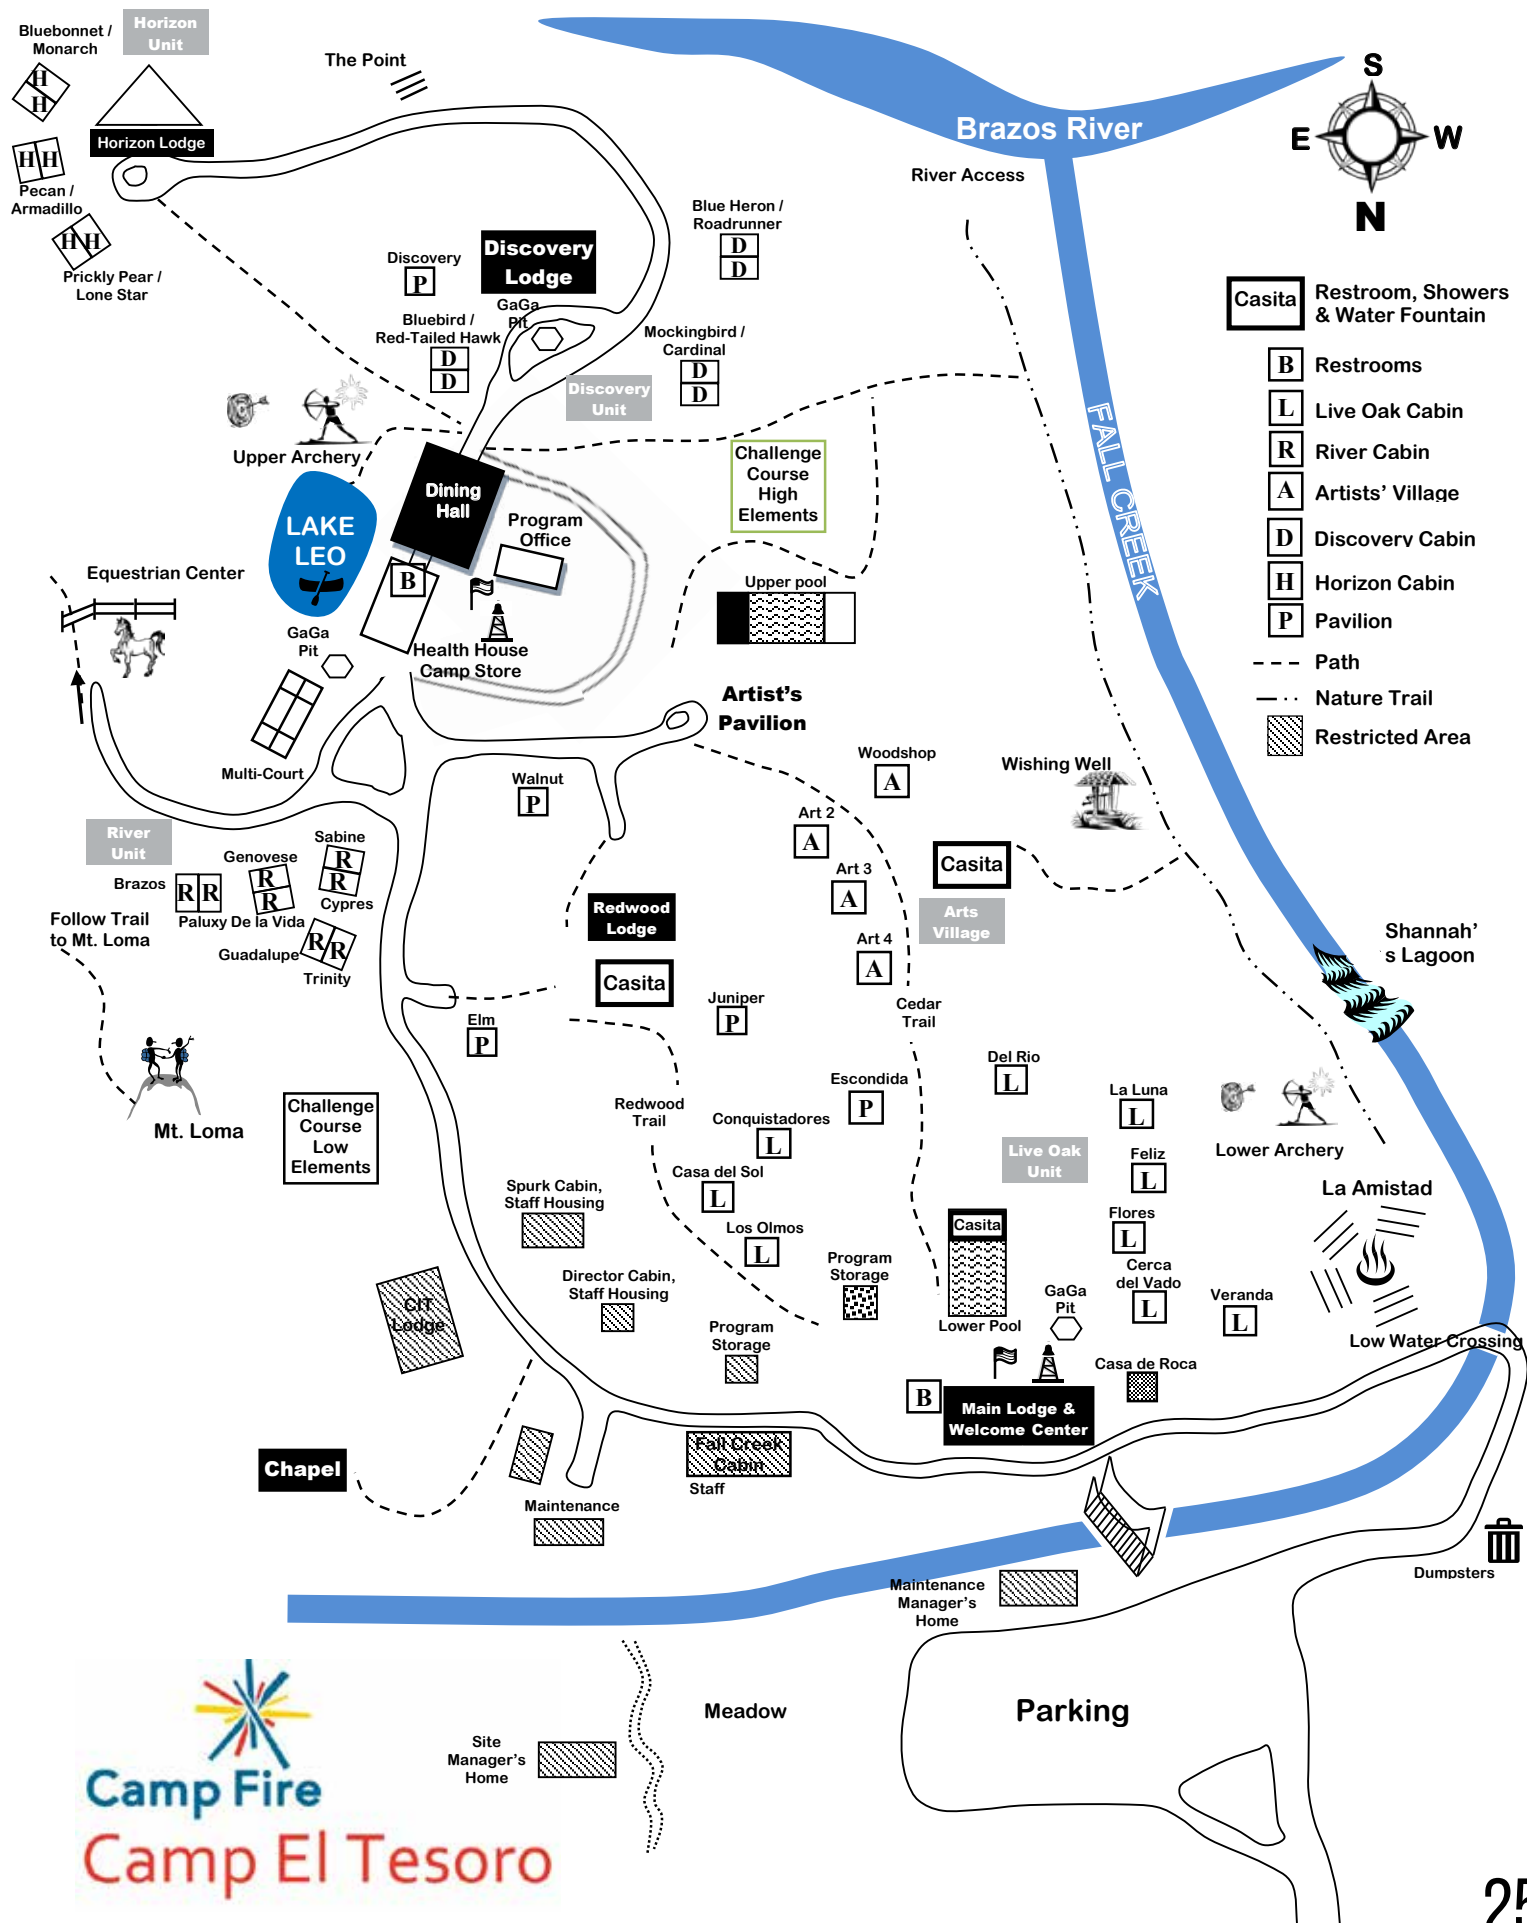 Bluebonnet /
Monarch
Horizon
Unit
H
H
Horizon Lodge
H H
Pecan /
Armadillo
H H
Prickly Pear /
Lone Star
The Point
Brazos River
River Access
S
E W
N
Discovery
P
Discovery
Lodge
GaGa
Pit
Blue Heron /
Roadrunner
D
D
Bluebird /
Red-Tailed Hawk
D
D
Mockingbird /
Cardinal
D
D
Discovery
Unit
Casita
Restroom, Showers
& Water Fountain
B Restrooms
L Live Oak Cabin
R River Cabin
A Artists' Village
D Discovery Cabin
H Horizon Cabin
P Pavilion
Path
Nature Trail
Restricted Area
FALL CREEK
Upper Archery
LAKE
LEO
Dining
Hall
Program
Office
B
Challenge
Course
High
Elements
Upper pool
Equestrian Center
GaGa
Pit
Health House
Camp Store
Multi-Court
Artist's
Pavilion
Walnut
P
Woodshop
A
Wishing Well
Art 2
A
Art 3
A
Art 4
A
Casita
Arts
Village
River
Unit
Brazos
R R
Genovese
R
R
Paluxy De la Vida
Sabine
R
R
Cypres
Guadalupe
R R
Trinity
Follow Trail
to Mt. Loma
Mt. Loma
Redwood
Lodge
Casita
Juniper
P
Elm
P
Cedar
Trail
Shannah'
s Lagoon
Challenge
Course
Low
Elements
Redwood
Trail
Escondida
P
Conquistadores
L
Casa del Sol
L
Los Olmos
L
Del Rio
L
La Luna
L
Live Oak
Unit
Feliz
L
Flores
L
Cerca
del Vado
L
Veranda
L
Lower Archery
La Amistad
Low Water Crossing
Spurk Cabin,
Staff Housing
Director Cabin,
Staff Housing
CIT
Lodge
Program
Storage
Program
Storage
Casita
Lower Pool
GaGa
Pit
Casa de Roca
B
Main Lodge &
Welcome Center
Chapel
Fall Creek
Cabin
Staff
Maintenance
Maintenance
Manager's
Home
Dumpsters
Meadow
Parking
Site
Manager's
Home
Camp Fire
Camp El Tesoro
25